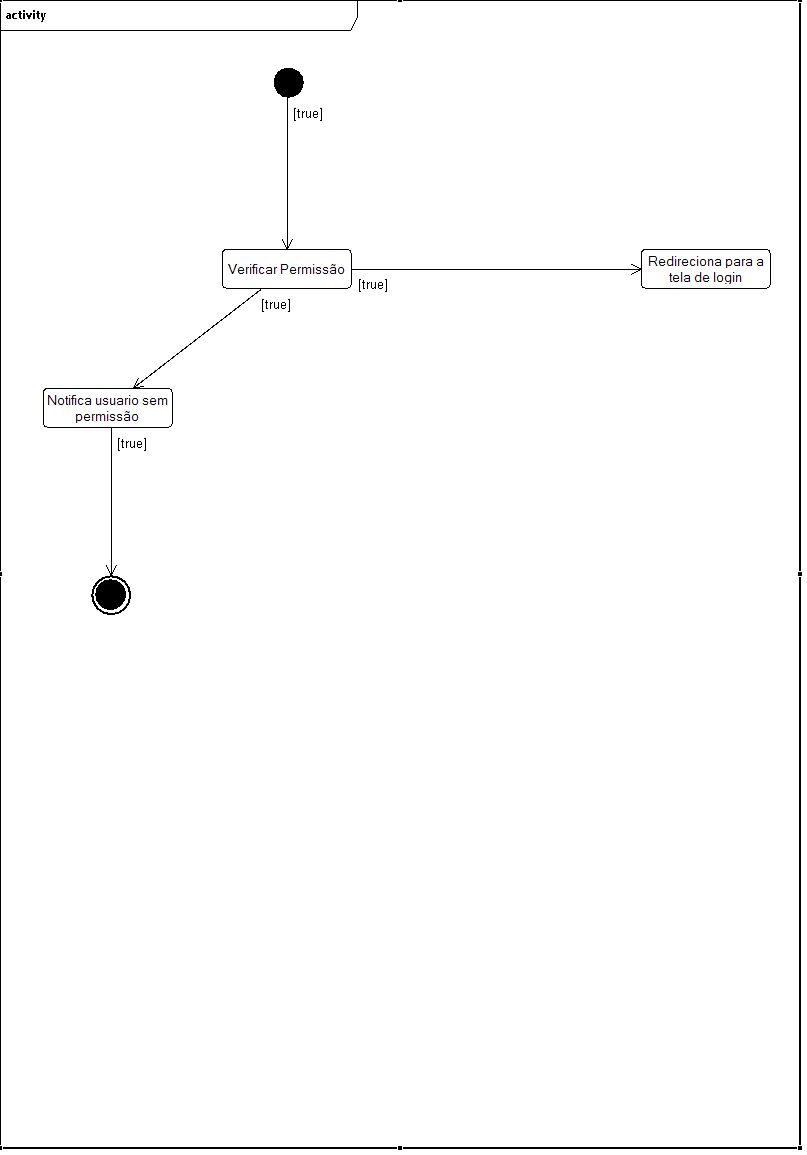 activity
[true]
Verificar Permissão
[true]
Redireciona para a
tela de login
[true]
Notifica usuario sem
permissão
[true]